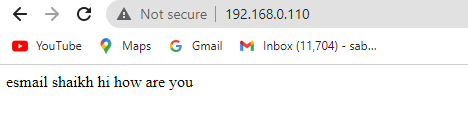 Not secure | 192.168.0.110
YouTube Maps Gmail Inbox (11,704) - sab...
esmail shaikh hi how are you